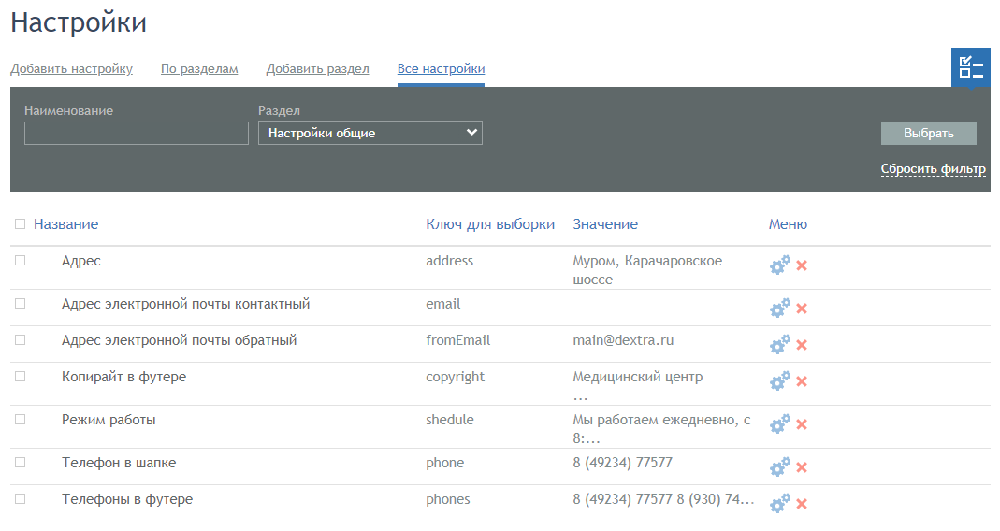 Настройки
Добавить настройку По разделам Добавить раздел Все настройки
Наименование Раздел
Настройки общие Выбрать
Сбросить фильтр
Название Ключ для выборки Значение Меню
Адрес address Муром, Карачаровское
шоссе
Адрес электронной почты контактный email
Адрес электронной почты обратный fromEmail main@dextra.ru
Копирайт в футере copyright Медицинский центр
...
Режим работы shedule Мы работаем ежедневно, с
8:...
Телефон в шапке phone 8 (49234) 77577
Телефоны в футере phones 8 (49234) 77577 8 (930) 74...